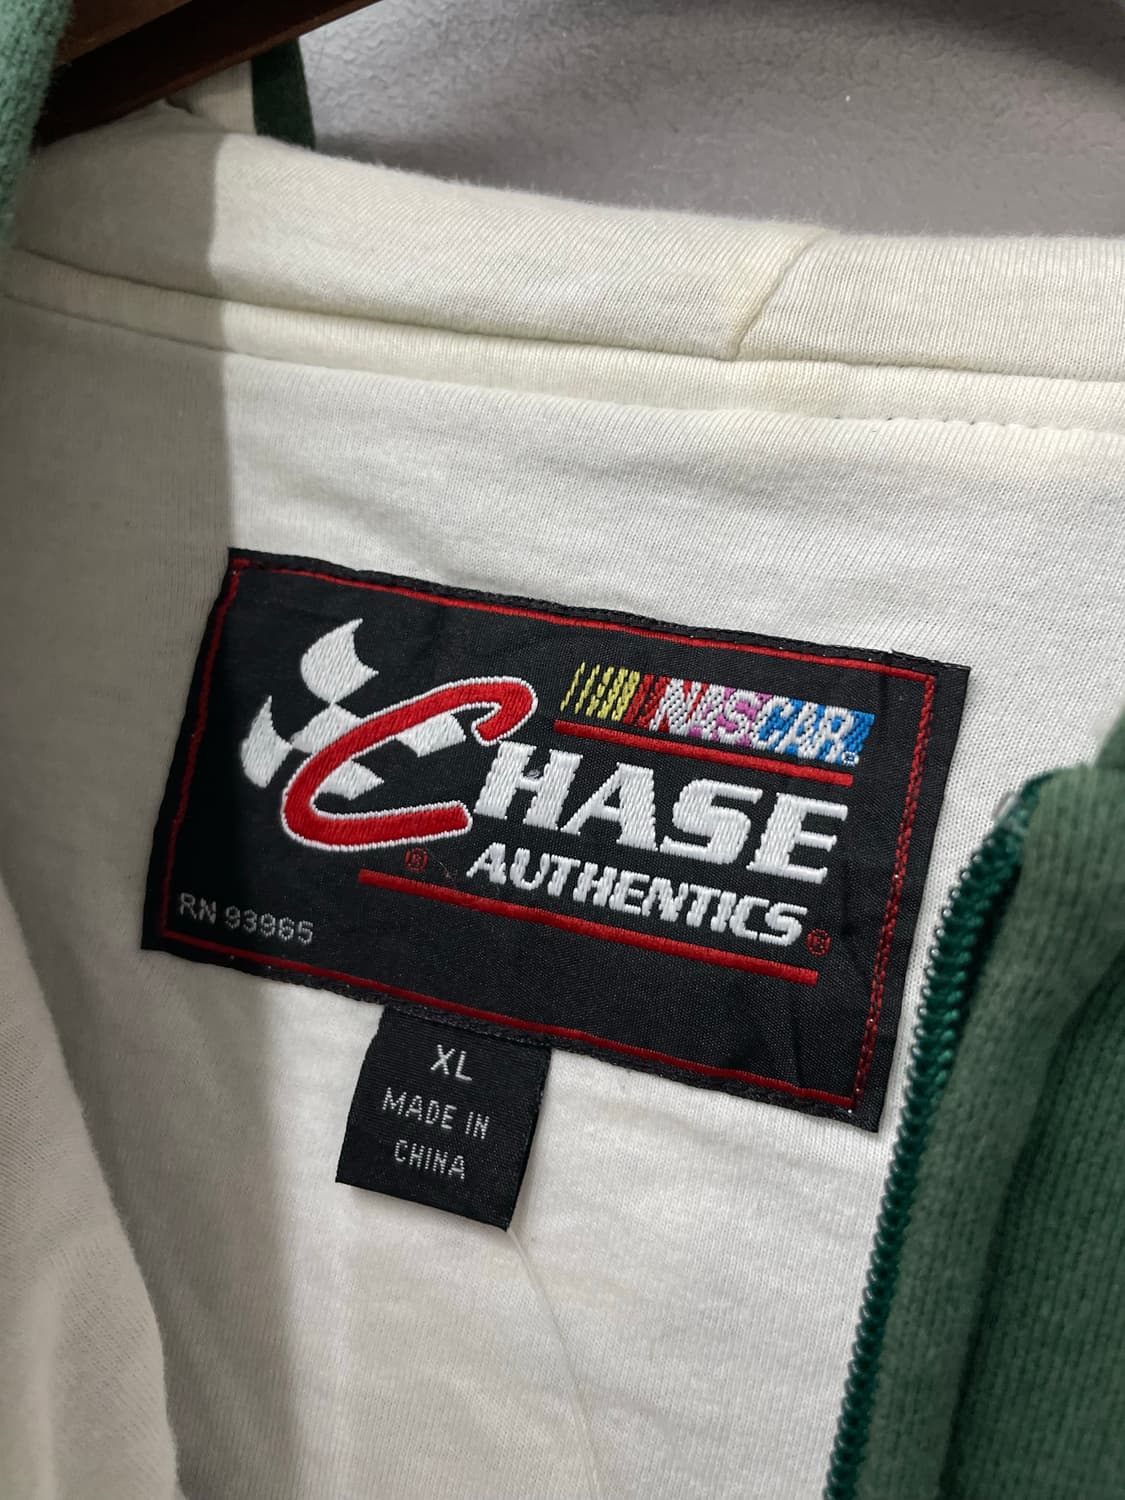 NASCAR®
CHASE
® AUTHENTICS®
RN 93965
XL
MADE IN
CHINA